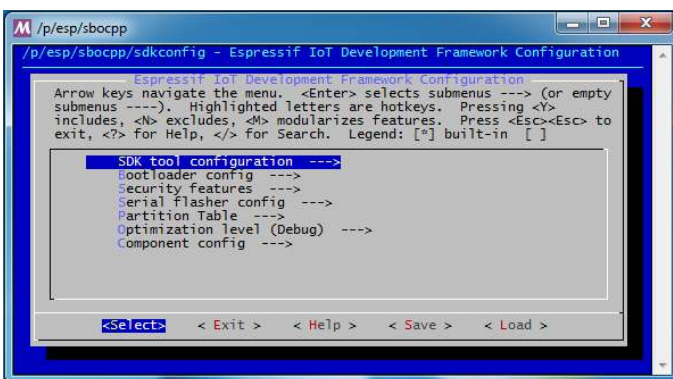 M /p/esp/sbocpp
/p/esp/sbocpp/sdkconfig - Espressif IoT Development Framework Configuration
Espressif IoT Development Framework Configuration
Arrow keys navigate the menu. <Enter> selects submenus ---> (or empty
submenus ----). Highlighted letters are hotkeys. Pressing <Y>
includes, <N> excludes, <M> modularizes features. Press <Esc><Esc> to
exit, <?> for Help, </> for Search. Legend: [*] built-in [ ]
SDK tool configuration --->
Bootloader config --->
Security features --->
Serial flasher config --->
Partition Table --->
Optimization level (Debug) --->
Component config --->
<Select> < Exit > < Help > < Save > < Load >